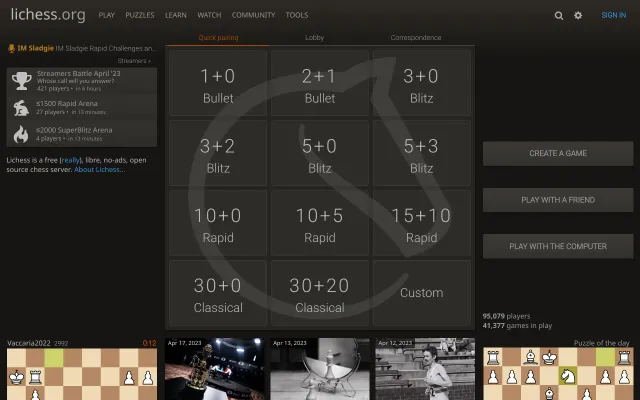 lichess.org PLAY PUZZLES LEARN WATCH COMMUNITY TOOLS SIGN IN
IM Sladgie IM Sladgie Rapid Challenges an...
Streamers »
Streamers Battle April '23
Whose call will you answer?
421 players • in 8 hours
≤1500 Rapid Arena
27 players • in 13 minutes
≤2000 SuperBlitz Arena
4 players • in 13 minutes
Lichess is a free (really), libre, no-ads, open
source chess server. About Lichess...
Quick pairing Lobby Correspondence
1+0
Bullet
2+1
Bullet
3+0
Blitz
3+2
Blitz
5+0
Blitz
5+3
Blitz
10+0
Rapid
10+5
Rapid
15+10
Rapid
30+0
Classical
30+20
Classical
Custom
CREATE A GAME
PLAY WITH A FRIEND
PLAY WITH THE COMPUTER
95,079 players
41,377 games in play
Vaccaria2022 2992 0:12
Apr 17, 2023
Apr 13, 2023
Apr 12, 2023
Puzzle of the day